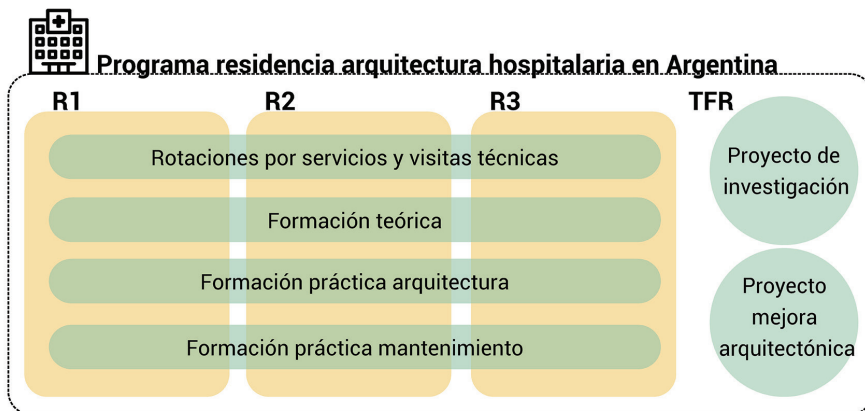 Programa residencia arquitectura hospitalaria en Argentina
R1 R2 R3 TFR
Rotaciones por servicios y visitas técnicas
Formación teórica
Formación práctica arquitectura
Formación práctica mantenimiento
Proyecto de
investigación
Proyecto
mejora
arquitectónica